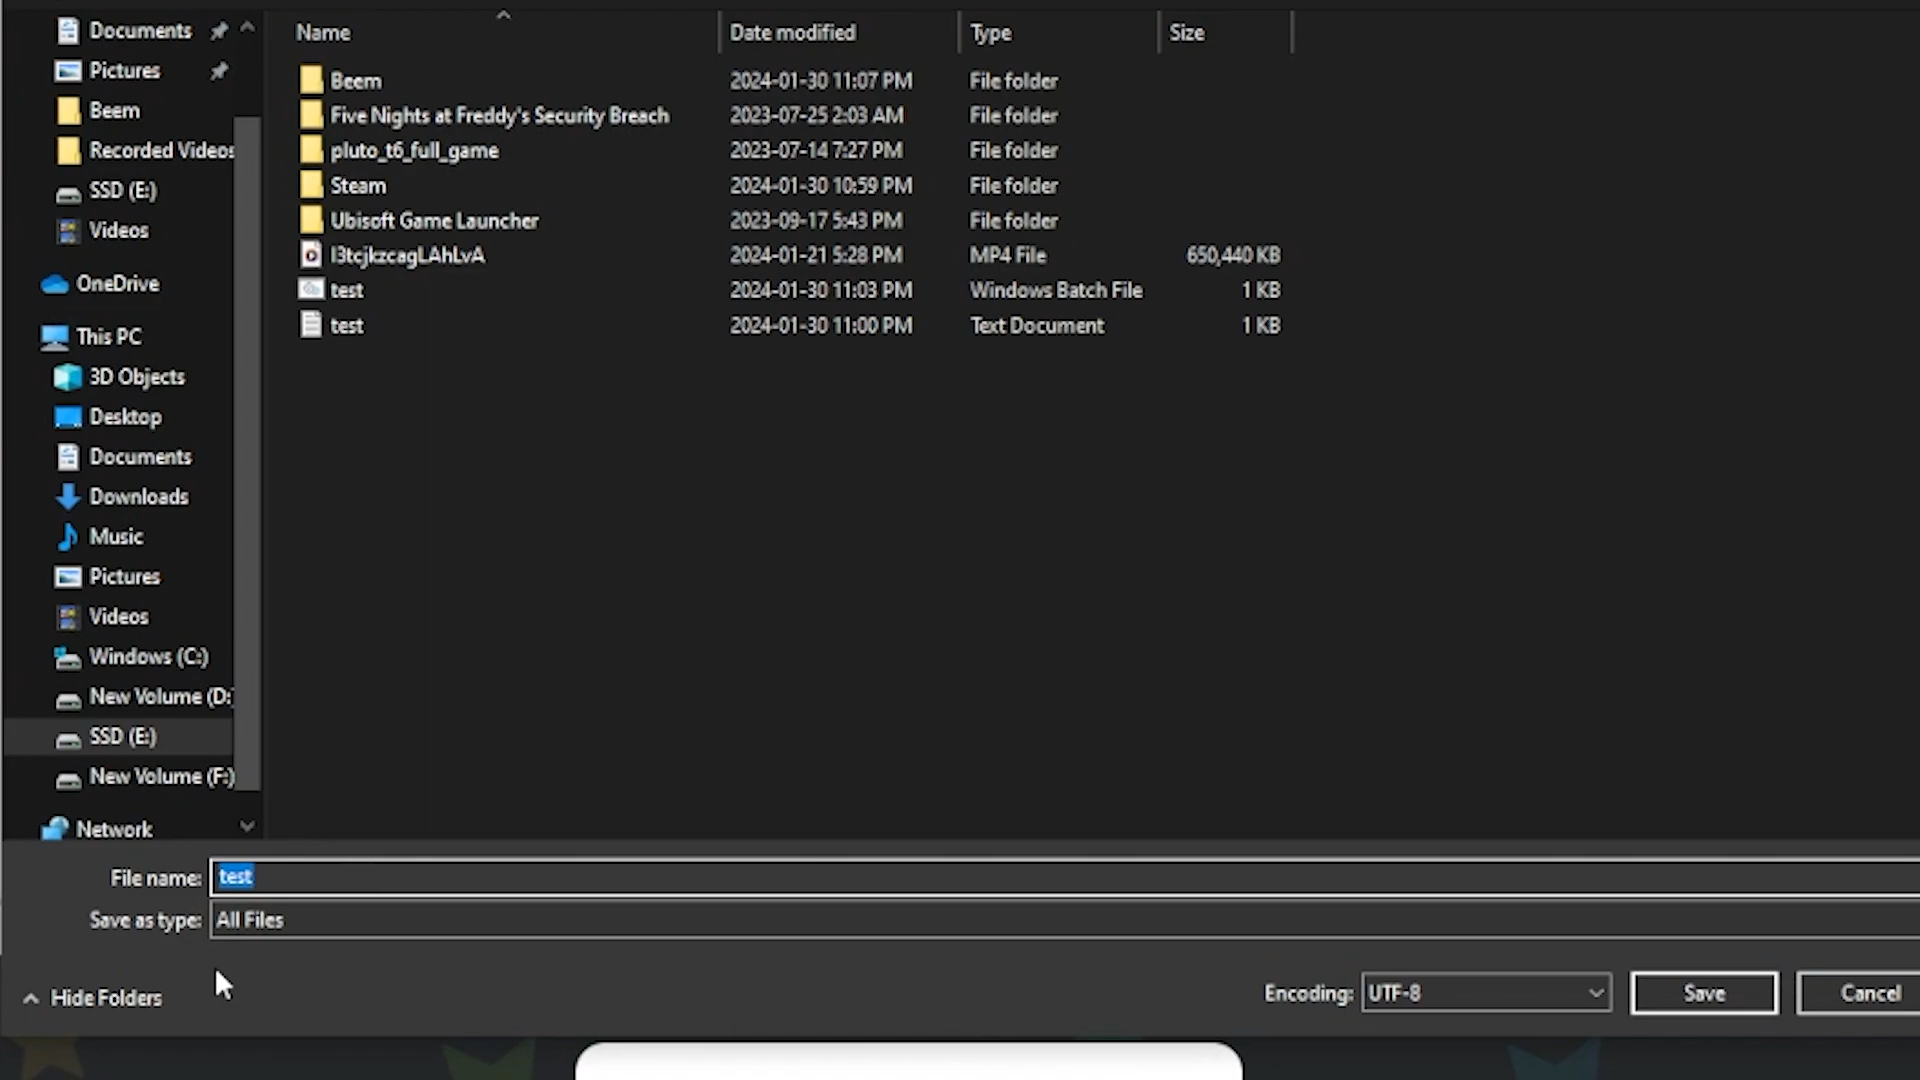 Documents
Pictures
Beem
Recorded Videos
SSD (E:)
Videos
OneDrive
This PC
3D Objects
Desktop
Documents
Downloads
Music
Pictures
Videos
Windows (C:)
New Volume (D:
SSD (E:)
New Volume (F:)
Network
Name Date modified Type Size
Beem 2024-01-30 11:07 PM File folder
Five Nights at Freddy's Security Breach 2023-07-25 2:03 AM File folder
pluto_t6_full_game 2023-07-14 7:27 PM File folder
Steam 2024-01-30 10:59 PM File folder
Ubisoft Game Launcher 2023-09-17 5:43 PM File folder
2024-01-21 5:28 PM MP4 File 650,440 KB
test 2024-01-30 11:03 PM Windows Batch File 1 KB
test 2024-01-30 11:00 PM Text Document 1 KB
File name: test
Save as type: All Files
Hide Folders
Encoding: UTF-8
Save
Cancel